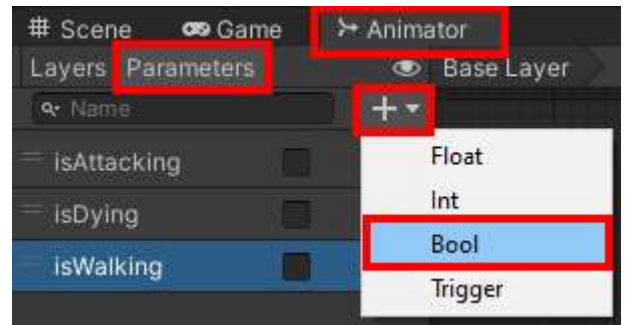 Scene Game Animator
Layers Parameters Base Layer
Name
isAttacking
isDying
isWalking
Float
Int
Bool
Trigger